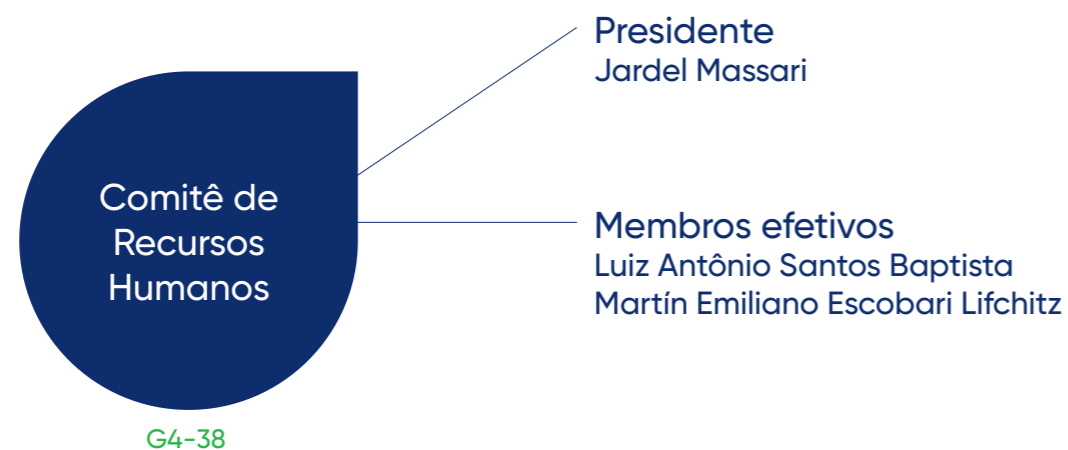 Comitê de
Recursos
Humanos
G4-38
Presidente
Jardel Massari
Membros efetivos
Luiz Antônio Santos Baptista
Martín Emiliano Escobari Lifchitz